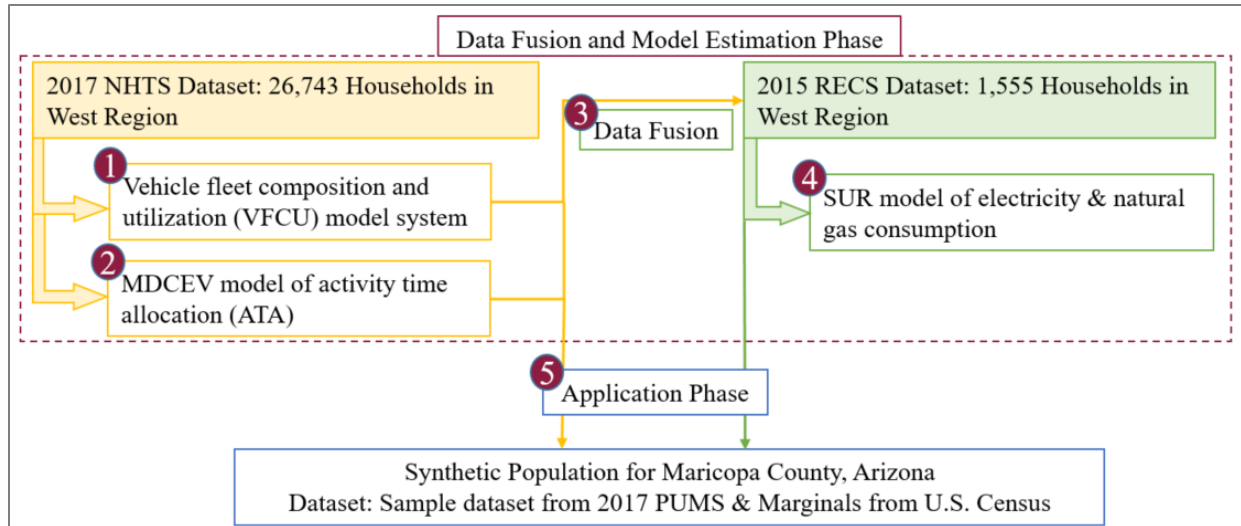 Data Fusion and Model Estimation Phase
2017 NHTS Dataset: 26,743 Households in
West Region
1
Vehicle fleet composition and
utilization (VFCU) model system
2
MDCEV model of activity time
allocation (ATA)
3
Data Fusion
2015 RECS Dataset: 1,555 Households in
West Region
4
SUR model of electricity & natural
gas consumption
5
Application Phase
Synthetic Population for Maricopa County, Arizona
Dataset: Sample dataset from 2017 PUMS & Marginals from U.S. Census